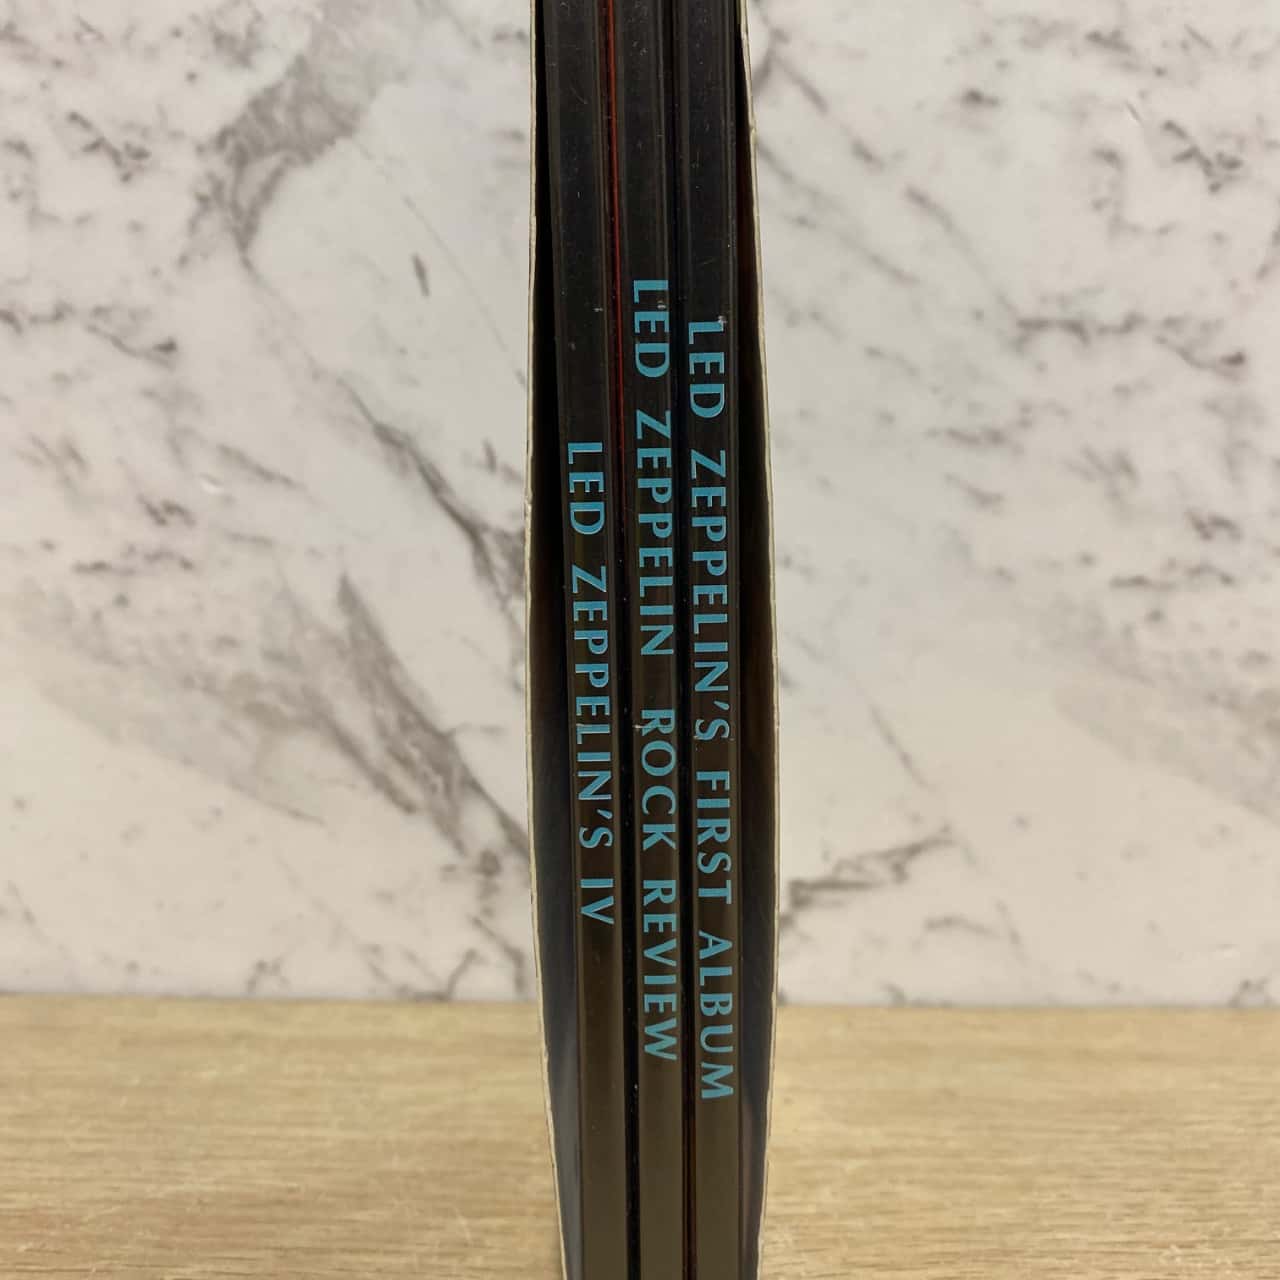 LED ZEPPELIN'S IV
LED ZEPPELIN ROCK REVIEW
LED ZEPPELIN'S FIRST ALBUM